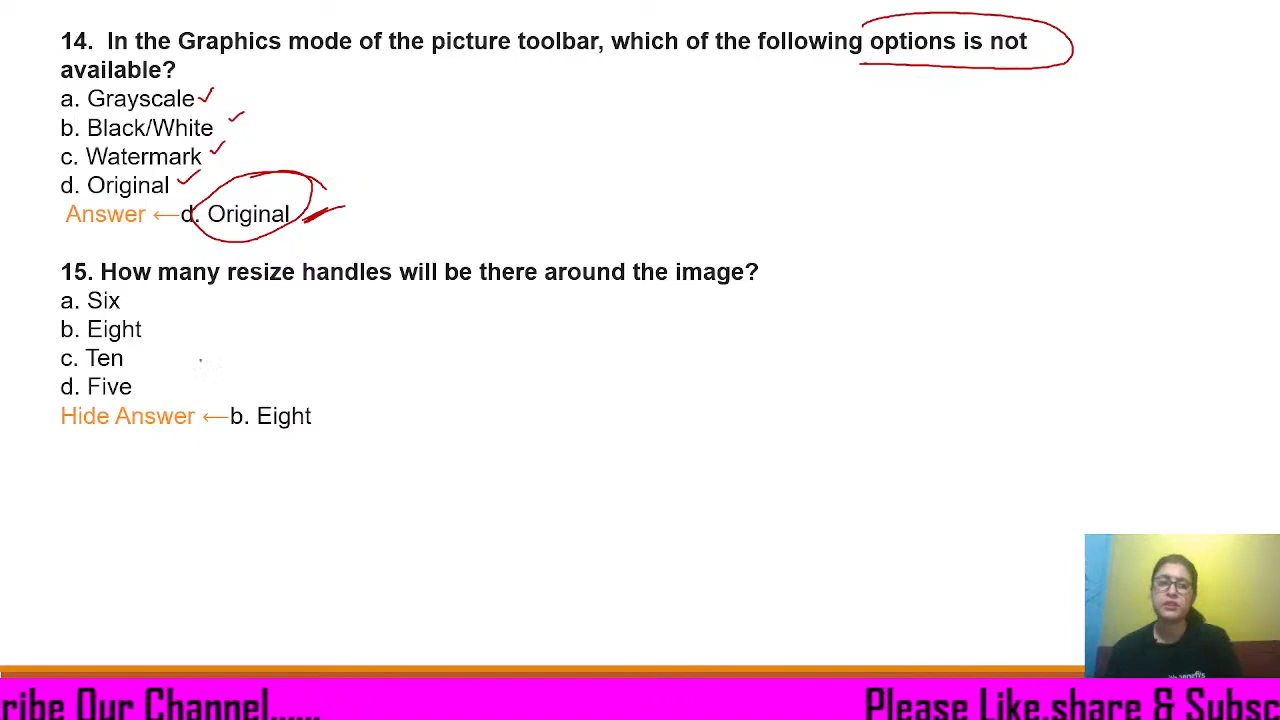 14. In the Graphics mode of the picture toolbar, which of the following options is not
available?
a. Grayscale
b. Black/White
c. Watermark
d. Original
Answer ←d. Original
15. How many resize handles will be there around the image?
a. Six
b. Eight
c. Ten
d. Five
Hide Answer ←b. Eight
ribe Our Channel...... Please Like,share & Subsc